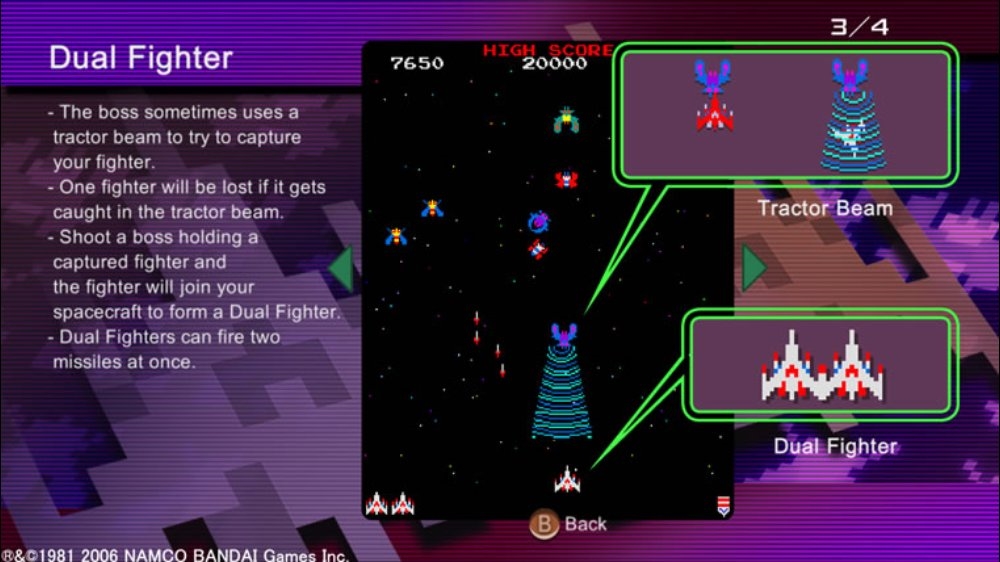 3/4
Dual Fighter
HIGH SCORE
7650 20000
- The boss sometimes uses a
tractor beam to try to capture
your fighter.
- One fighter will be lost if it gets
caught in the tractor beam.
- Shoot a boss holding a
captured fighter and
the fighter will join your
spacecraft to form a Dual Fighter.
- Dual Fighters can fire two
missiles at once.
Tractor Beam
Dual Fighter
B Back
®&©1981 2006 NAMCO BANDAI Games Inc.